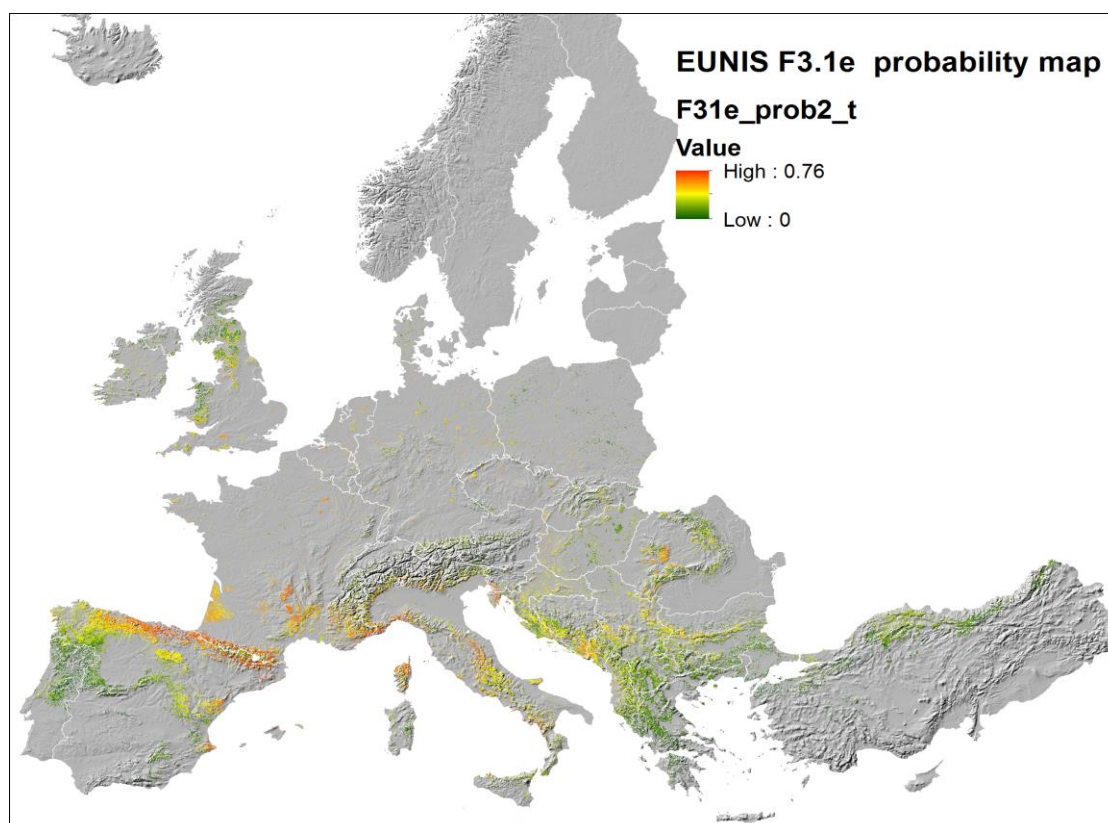 EUNIS F3.1e  probability map
F31e_prob2_t
Value
High : 0.76
Low : 0